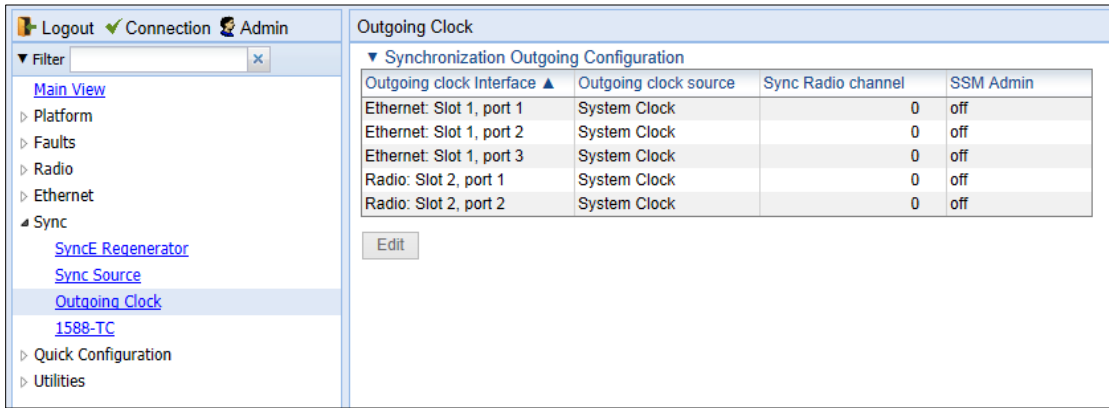 Logout Connection Admin
Filter
Main View
Platform
Faults
Radio
Ethernet
Sync
SyncE Regenerator
Sync Source
Outgoing Clock
1588-TC
Quick Configuration
Utilities
Outgoing Clock
▼ Synchronization Outgoing Configuration
Outgoing clock Interface ▲ Outgoing clock source Sync Radio channel SSM Admin
Ethernet: Slot 1, port 1 System Clock 0 off
Ethernet: Slot 1, port 2 System Clock 0 off
Ethernet: Slot 1, port 3 System Clock 0 off
Radio: Slot 2, port 1 System Clock 0 off
Radio: Slot 2, port 2 System Clock 0 off
Edit